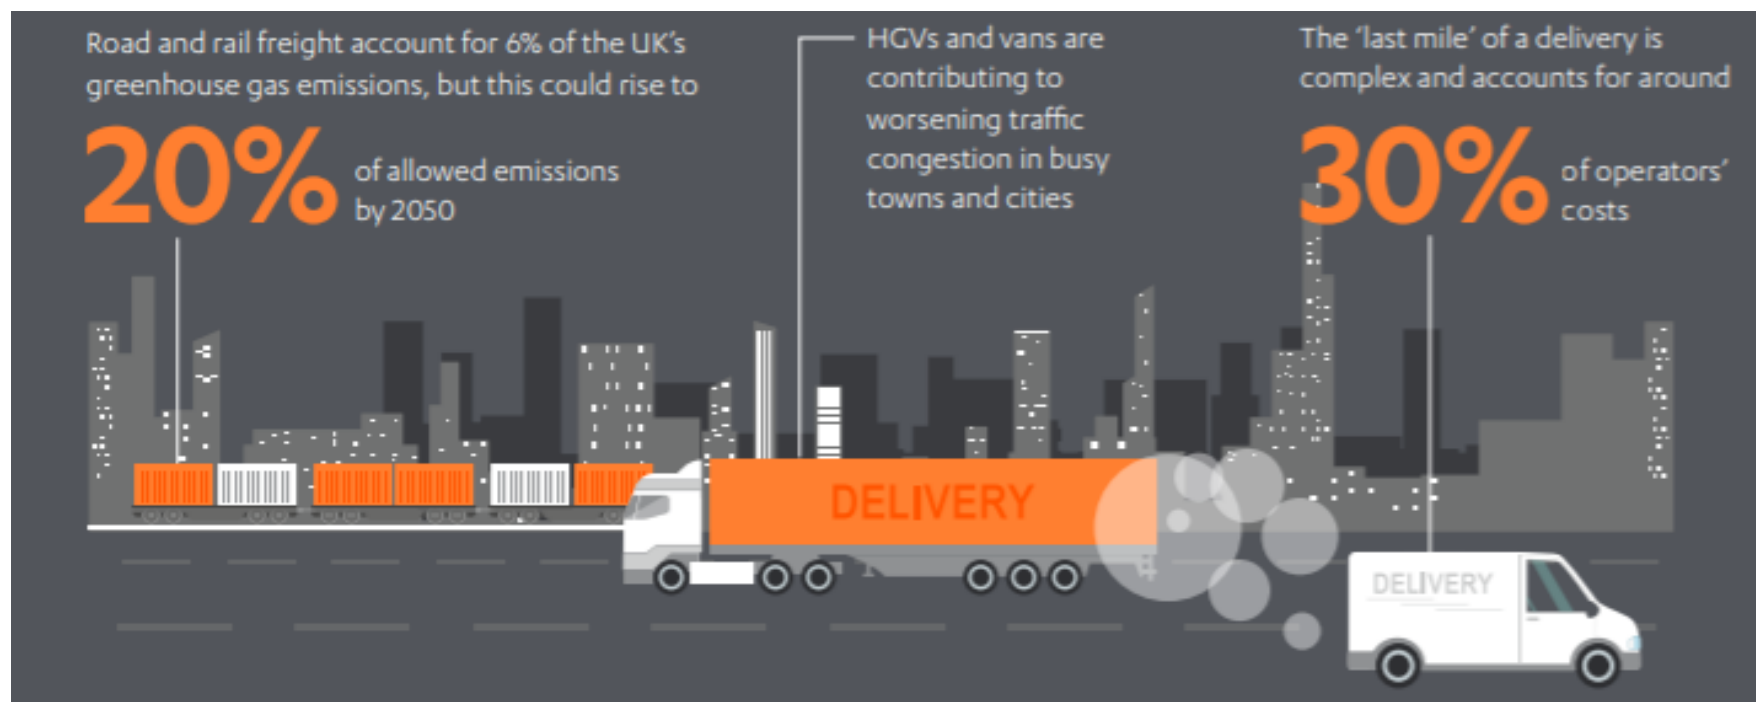 Road and rail freight account for 6% of the UK's
greenhouse gas emissions, but this could rise to
20%
of allowed emissions
by 2050
HGVs and vans are
contributing to
worsening traffic
congestion in busy
towns and cities
The 'last mile' of a delivery is
complex and accounts for around
30%
of operators'
costs
DELIVERY
DELIVERY